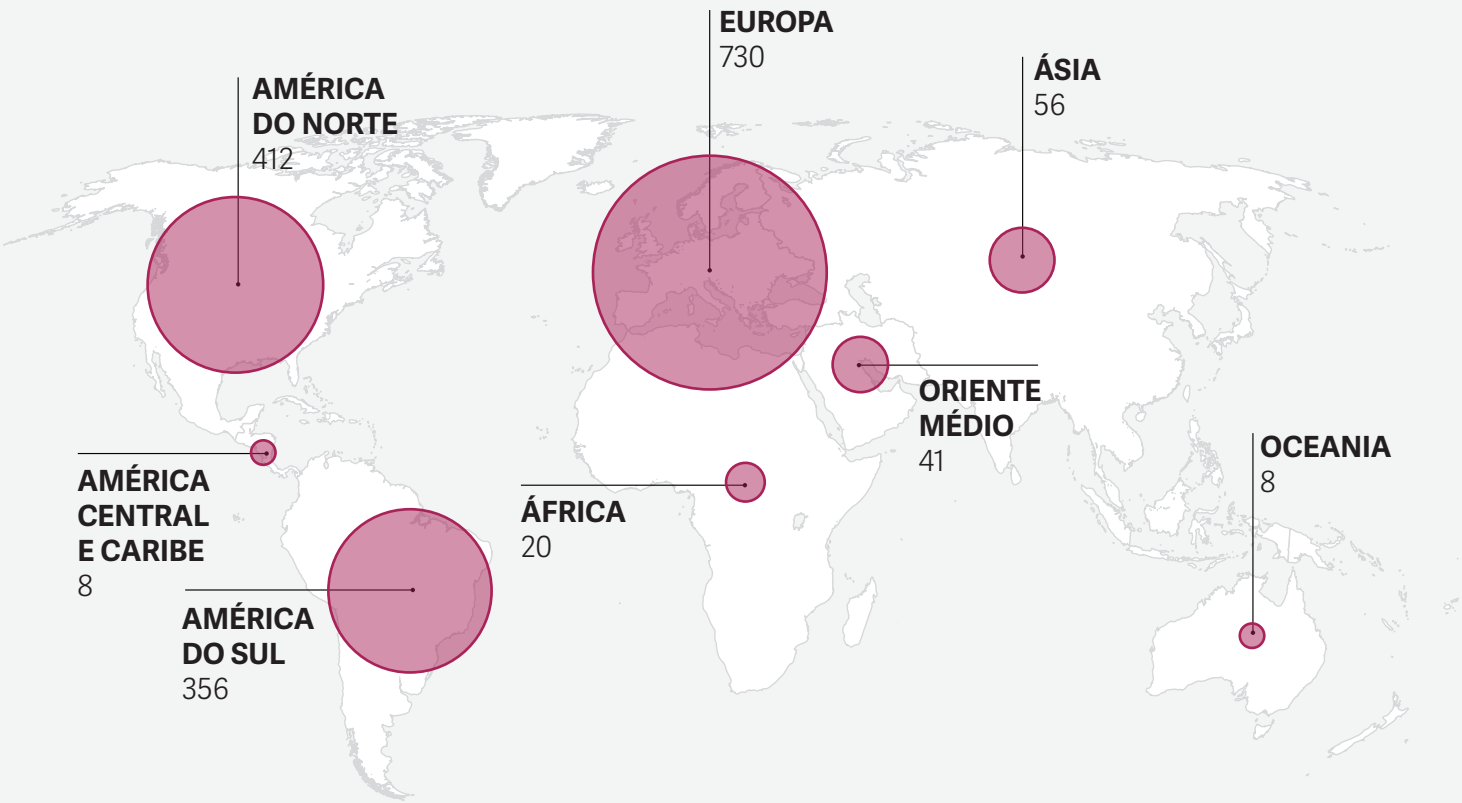 EUROPA
730
ÁSIA
56
AMÉRICA
DO NORTE
412
ORIENTE
MÉDIO
41
OCEANIA
8
AMÉRICA
CENTRAL
E CARIBE
8
ÁFRICA
20
AMÉRICA
DO SUL
356